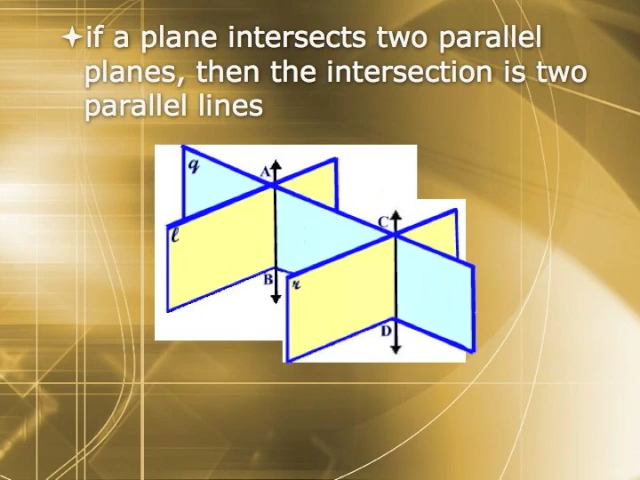 if a plane intersects two parallel
planes, then the intersection is two
parallel lines
q
A
l
C
B
r
D